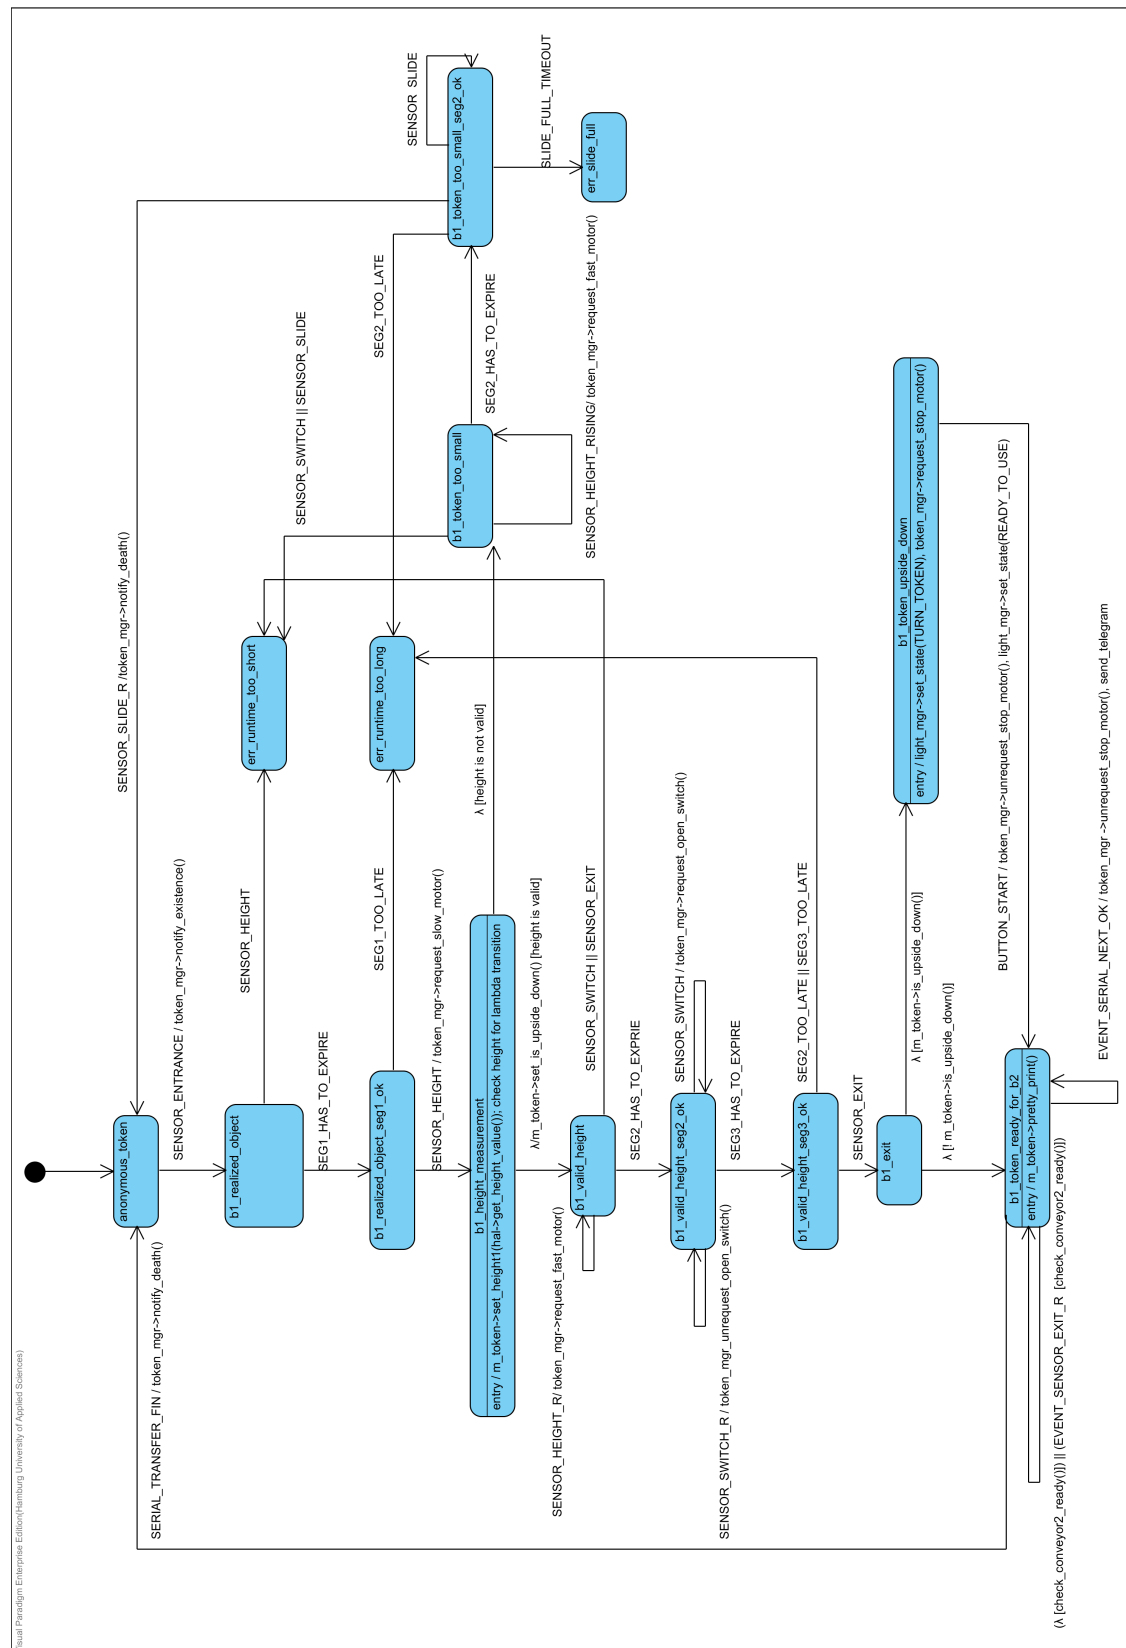 Visual Paradigm Enterprise Edition(Hamburg University of Applied Sciences)
anonymous_token
SENSOR_ENTRANCE / token_mgr->notify_existence()
SERIAL_TRANSFER_FIN / token_mgr->notify_death()
SENSOR_SLIDE_R /token_mgr->notify_death()
b1_realized_object
SENSOR_HEIGHT
err_runtime_too_short
SENSOR_SWITCH || SENSOR_SLIDE
SEG1_HAS_TO_EXPIRE
b1_realized_object_seg1_ok
SEG1_TOO_LATE
err_runtime_too_long
SEG2_TOO_LATE
SENSOR SLIDE
b1_token_too_small_seg2_ok
SLIDE_FULL_TIMEOUT
err_slide_full
SENSOR_HEIGHT / token_mgr->request_slow_motor()
b1_height_measurement
entry / m_token->set_height1(hal->get_height_value()); check height for lambda transition
λ [height is not valid]
b1_token_too_small
SEG2_HAS_TO_EXPIRE
SENSOR_HEIGHT_RISING/ token_mgr->request_fast_motor()
λ/m_token->set_is_upside_down() [height is valid]
b1_valid_height
SENSOR_HEIGHT_R/ token_mgr->request_fast_motor()
SENSOR_SWITCH || SENSOR_EXIT
SEG2_HAS_TO_EXPRIE
b1_valid_height_seg2_ok
SENSOR_SWITCH / token_mgr->request_open_switch()
SENSOR_SWITCH_R / token_mgr_unrequest_open_switch()
SEG3_HAS_TO_EXPIRE
b1_valid_height_seg3_ok
SEG2_TOO_LATE || SEG3_TOO_LATE
SENSOR_EXIT
b1_exit
λ [m_token->is_upside_down()]
b1_token_upside_down
entry / light_mgr->set_state(TURN_TOKEN), token_mgr->request_stop_motor()
λ [! m_token->is_upside_down()]
BUTTON_START / token_mgr->unrequest_stop_motor(), light_mgr->set_state(READY_TO_USE)
b1_token_ready_for_b2
entry / m_token->pretty_print()
(λ [check_conveyor2_ready()]) || (EVENT_SENSOR_EXIT_R [check_conveyor2_ready()])
EVENT_SERIAL_NEXT_OK / token_mgr ->unrequest_stop_motor(), send_telegram